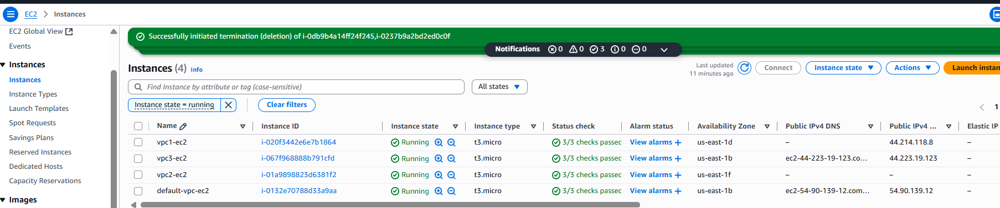 EC2 > Instances
EC2 Global View
Events
Instances
Instances
Instance Types
Launch Templates
Spot Requests
Savings Plans
Reserved Instances
Dedicated Hosts
Capacity Reservations
Images
Successfully initiated termination (deletion) of i-0db9b4a14ff24f245,i-0237b9a2bd2ed0c0f
Notifications 0 0 3 0 0
Instances (4) Info
Last updated
11 minutes ago
Connect Instance state Actions Launch instan
Find Instance by attribute or tag (case-sensitive) All states
Instance state = running Clear filters
1
Name Instance ID Instance state Instance type Status check Alarm status Availability Zone Public IPv4 DNS Public IPv4 ... Elastic IP
vpc1-ec2 i-020f3442e6e7b1864 Running t3.micro 3/3 checks passec View alarms + us-east-1d – 44.214.118.8 –
vpc3-ec2 i-067f968888b791cfd Running t3.micro 3/3 checks passec View alarms + us-east-1b ec2-44-223-19-123.co... 44.223.19.123 –
vpc2-ec2 i-01a9898823d6381f2 Running t3.micro 3/3 checks passec View alarms + us-east-1f – – –
default-vpc-ec2 i-0132e70788d33a9aa Running t3.micro 3/3 checks passec View alarms + us-east-1b ec2-54-90-139-12.com... 54.90.139.12 –